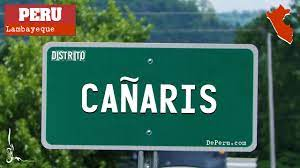 PERU
Lambayeque
DISTRITO
CAÑARIS
DePeru.com